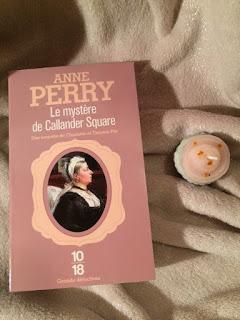 ANNE
PERRY
Le mystère
de Callander Square
Une enquête de Charlotte et Thomas Pitt
10
18
Grands détectives